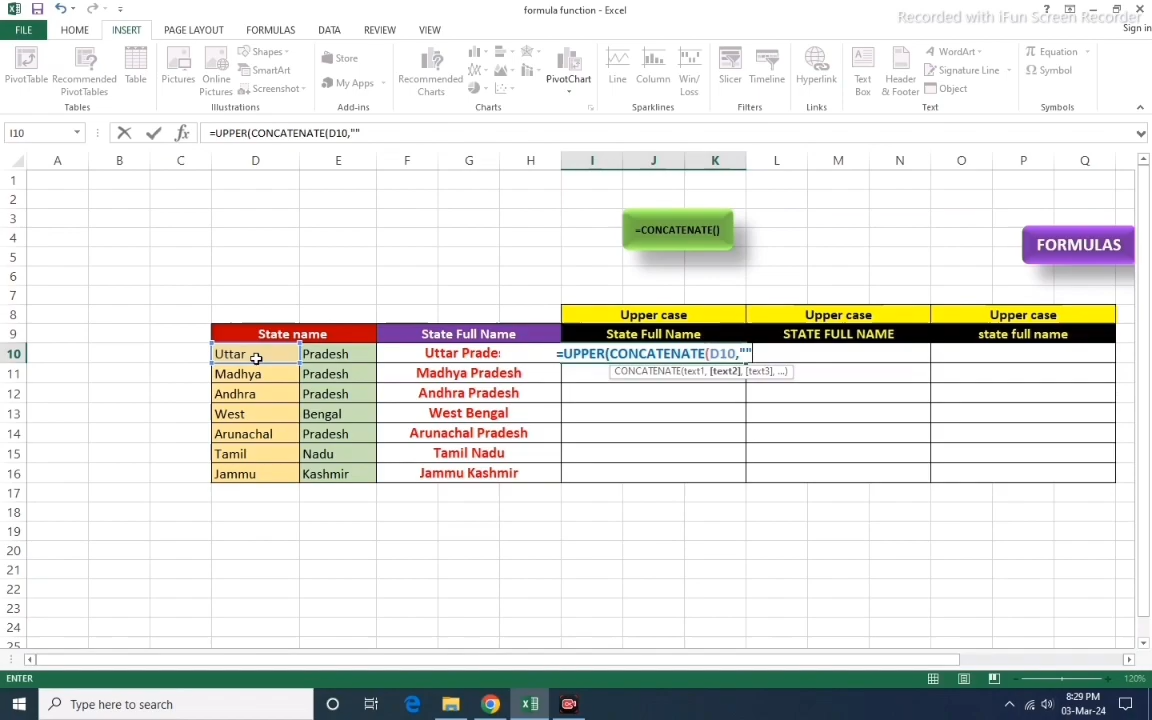 formula function - Excel
Recorded with iFun Screen Recorder
Sign in
FILE HOME INSERT PAGE LAYOUT FORMULAS DATA REVIEW VIEW
PivotTable
Recommended PivotTables
Table
Tables
Pictures
Online Pictures
Shapes
SmartArt
Screenshot
Illustrations
Store
My Apps
Add-ins
Recommended Charts
PivotChart
Charts
Line
Column
Win/ Loss
Sparklines
Slicer
Timeline
Filters
Hyperlink
Links
Text Box
Header & Footer
WordArt
Signature Line
Object
Text
Equation
Symbol
Symbols
I10
=UPPER(CONCATENATE(D10,""
A B C D E F G H I J K L M N O P Q
1
2
3
4
5
6
7
8
9
10
11
12
13
14
15
16
17
18
19
20
21
22
23
24
25
=CONCATENATE()
FORMULAS
Upper case Upper case Upper case
State name State Full Name State Full Name STATE FULL NAME state full name
Uttar Pradesh Uttar Prades =UPPER(CONCATENATE(D10,""
CONCATENATE(text1, [text2], [text3], ...)
Madhya Pradesh Madhya Pradesh
Andhra Pradesh Andhra Pradesh
West Bengal West Bengal
Arunachal Pradesh Arunachal Pradesh
Tamil Nadu Tamil Nadu
Jammu Kashmir Jammu Kashmir
ENTER
120%
Type here to search
8:29 PM
03-Mar-24